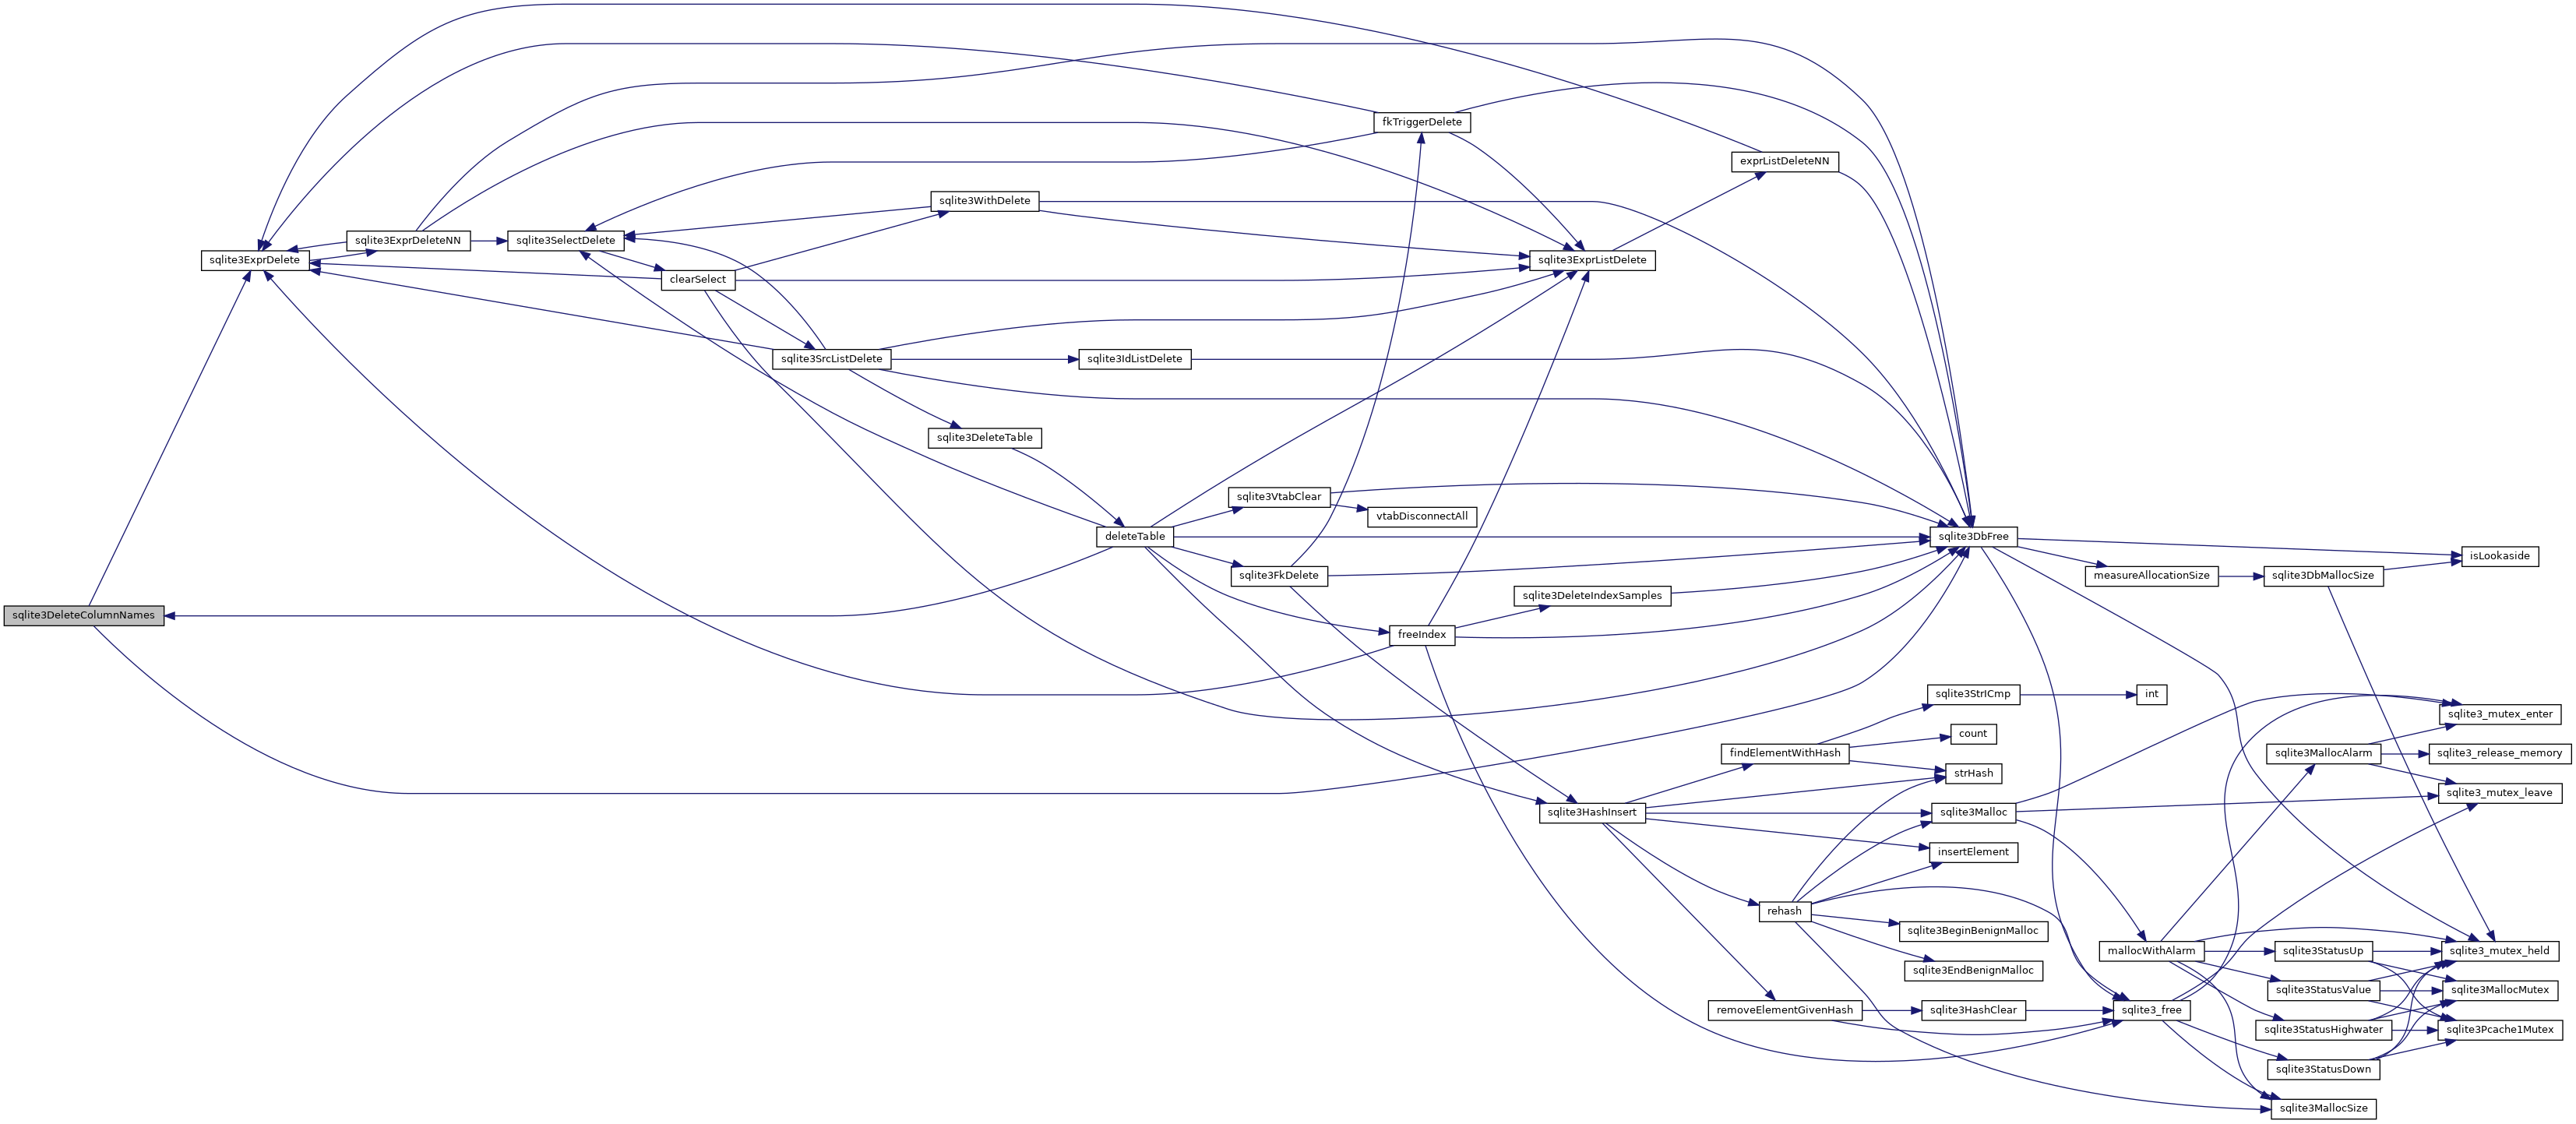 fkTriggerDelete
exprListDeleteNN
sqlite3WithDelete
sqlite3ExprDeleteNN
sqlite3SelectDelete
sqlite3ExprDelete
sqlite3ExprListDelete
clearSelect
sqlite3SrcListDelete
sqlite3IdListDelete
sqlite3DeleteTable
sqlite3VtabClear
vtabDisconnectAll
deleteTable
sqlite3DbFree
isLookaside
sqlite3FkDelete
measureAllocationSize
sqlite3DbMallocSize
sqlite3DeleteIndexSamples
sqlite3DeleteColumnNames
freeIndex
sqlite3StrICmp
int
sqlite3_mutex_enter
count
findElementWithHash
sqlite3MallocAlarm
sqlite3_release_memory
strHash
sqlite3_mutex_leave
sqlite3HashInsert
sqlite3Malloc
insertElement
rehash
sqlite3BeginBenignMalloc
mallocWithAlarm
sqlite3StatusUp
sqlite3_mutex_held
sqlite3EndBenignMalloc
sqlite3StatusValue
sqlite3MallocMutex
removeElementGivenHash
sqlite3HashClear
sqlite3_free
sqlite3StatusHighwater
sqlite3Pcache1Mutex
sqlite3StatusDown
sqlite3MallocSize